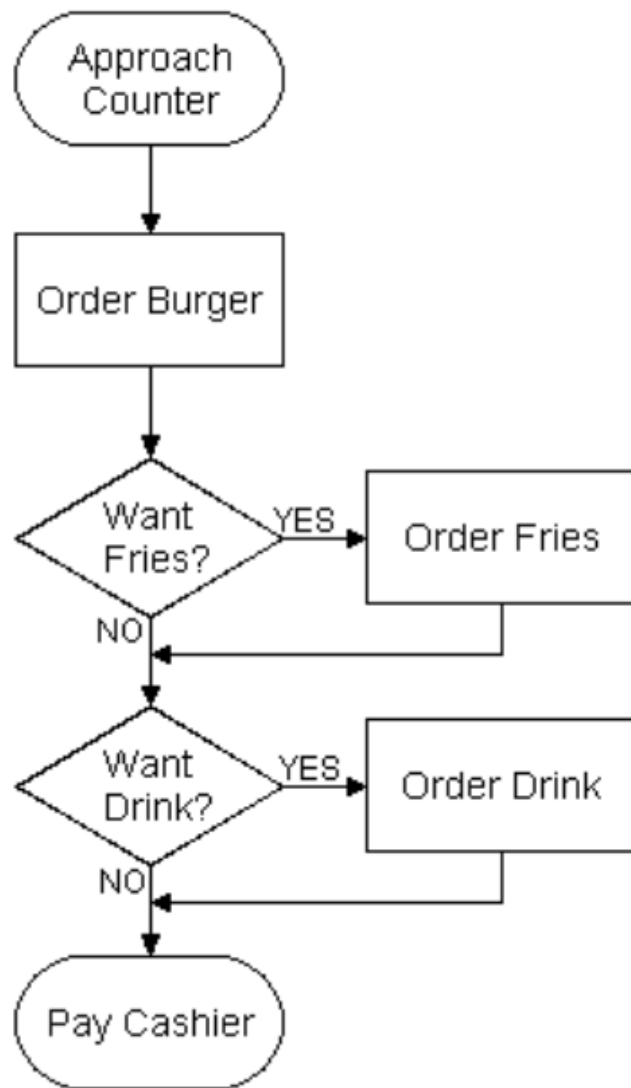 Approach
Counter
Order Burger
Want
Fries?
YES
Order Fries
NO
Want
Drink?
YES
Order Drink
NO
Pay Cashier